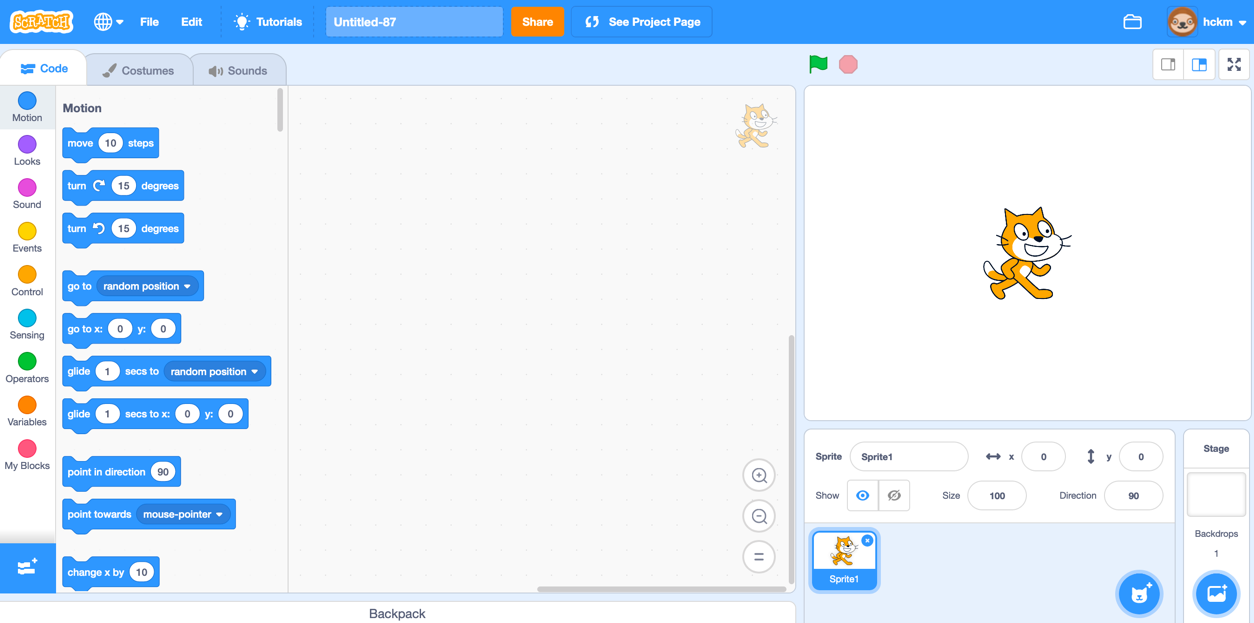 SCRATCH File Edit Tutorials Untitled-87 Share See Project Page hckm
Code Costumes Sounds
Motion
Looks
Sound
Events
Control
Sensing
Operators
Variables
My Blocks
Motion
move 10 steps
turn 15 degrees
turn 15 degrees
go to random position
go to x: 0 y: 0
glide 1 secs to random position
glide 1 secs to x: 0 y: 0
point in direction 90
point towards mouse-pointer
change x by 10
Backpack
Sprite Sprite1 x 0 y 0
Show Size 100 Direction 90
Sprite1
Stage
Backdrops
1